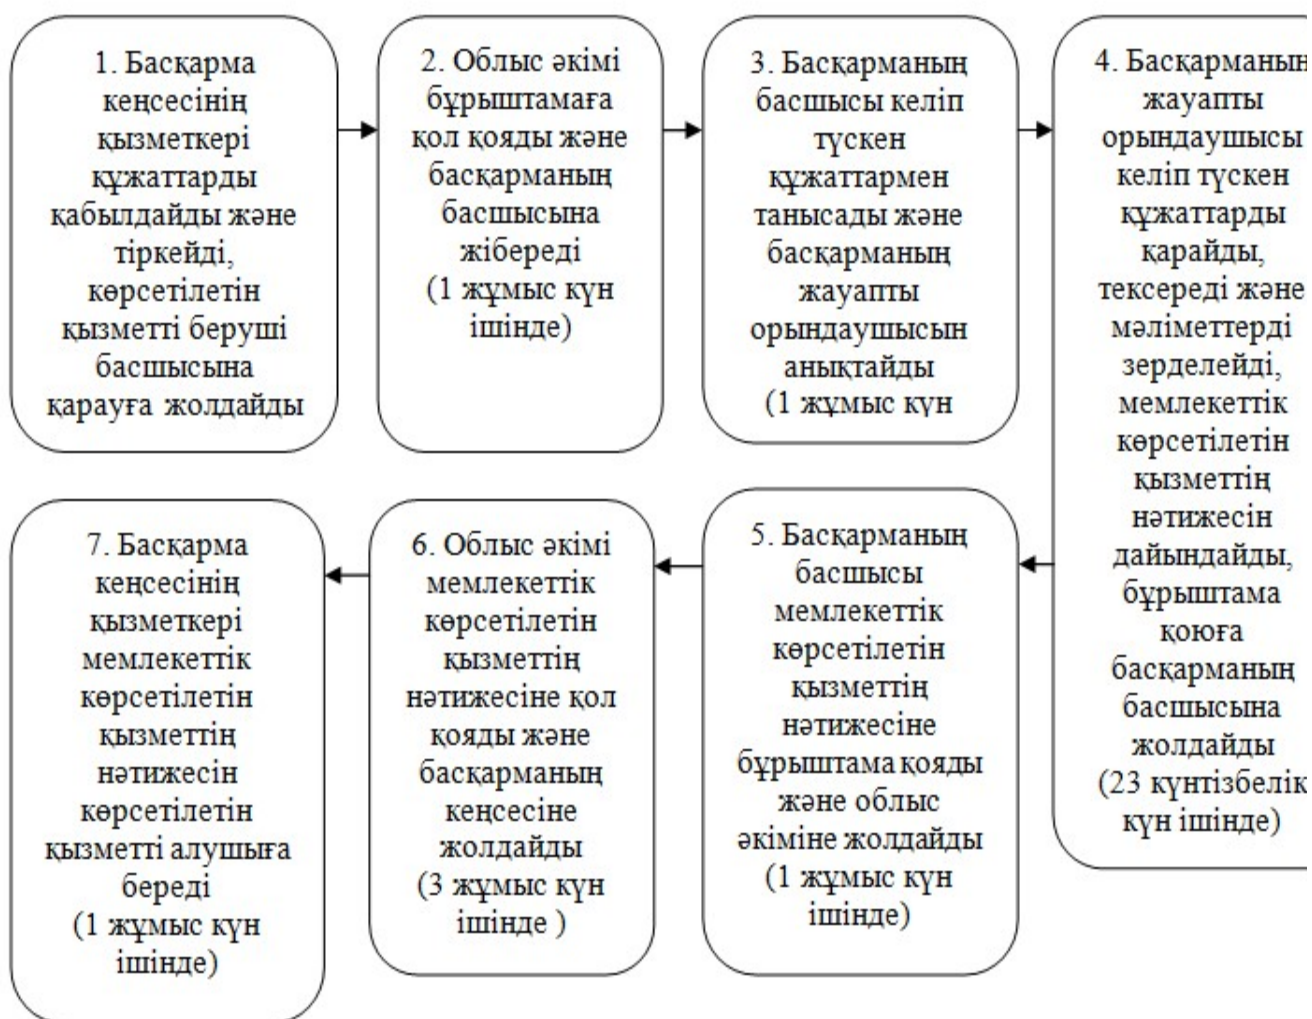 1. Басқарма
кеңсесінің
қызметкері
құжаттарды
қабылдайды және
тіркейді,
көрсетілетін
қызметті беруші
басшысына
қарауға жолдайды
2. Облыс әкімі
бұрыштамаға
қол қояды және
басқарманың
басшысына
жібереді
(1 жұмыс күн
ішінде)
3. Басқарманың
басшысы келіп
түскен
құжаттармен
танысады және
басқарманың
жауапты
орындаушысын
анықтайды
(1 жұмыс күн
4. Басқарманың
жауапты
орындаушысы
келіп түскен
құжаттарды
қарайды,
тексереді және
мәліметтерді
зерделейді,
мемлекеттік
көрсетілетін
қызметтің
нәтижесін
дайындайды,
бұрыштама
қоюға
басқарманың
басшысына
жолдайды
(23 күнтізбелік
күн ішінде)
5. Басқарманың
басшысы
мемлекеттік
көрсетілетін
қызметтің
нәтижесіне
бұрыштама қояды
және облыс
әкіміне жолдайды
(1 жұмыс күн
ішінде)
6. Облыс әкімі
мемлекеттік
көрсетілетін
қызметтің
нәтижесіне қол
қояды және
басқарманың
кеңсесіне
жолдайды
(3 жұмыс күн
ішінде )
7. Басқарма
кеңсесінің
қызметкері
мемлекеттік
көрсетілетін
қызметтің
нәтижесін
көрсетілетін
қызметті алушыға
береді
(1 жұмыс күн
ішінде)